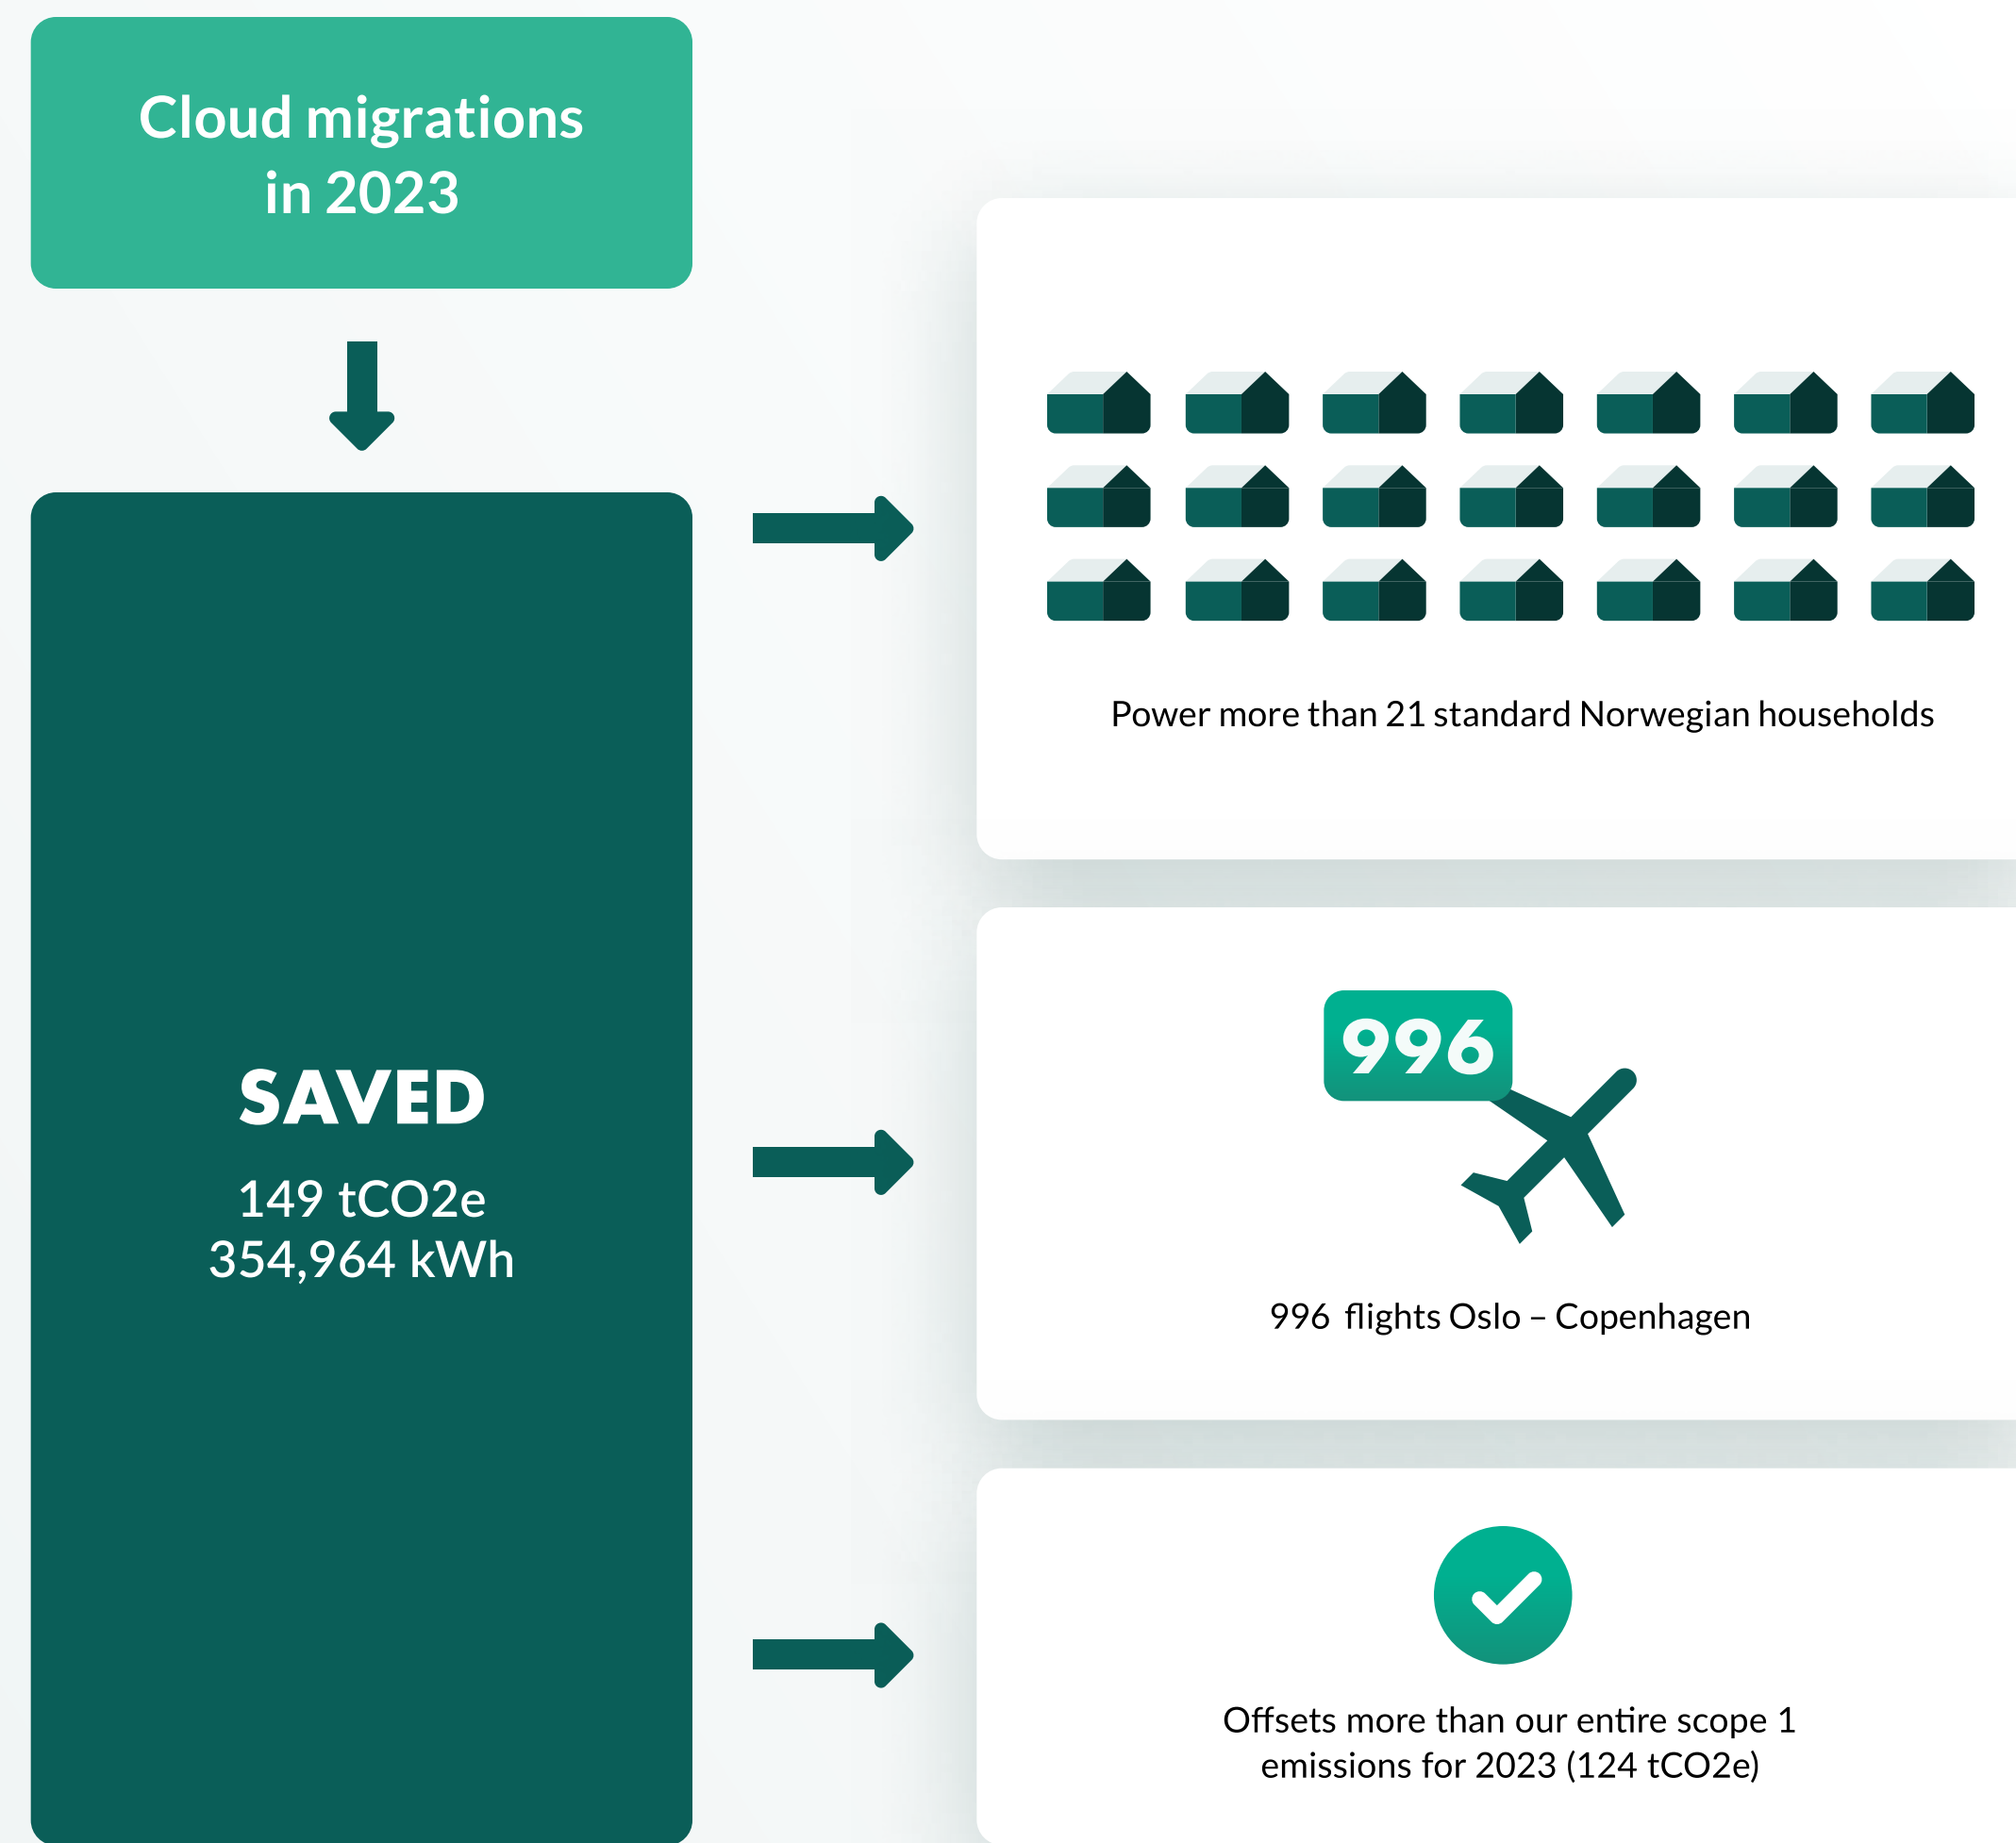 Cloud migrations
in 2023
SAVED
149 tCO2e
354,964 kWh
Power more than 21 standard Norwegian households
996
996 flights Oslo – Copenhagen
Offsets more than our entire scope 1
emissions for 2023 (124 tCO2e)